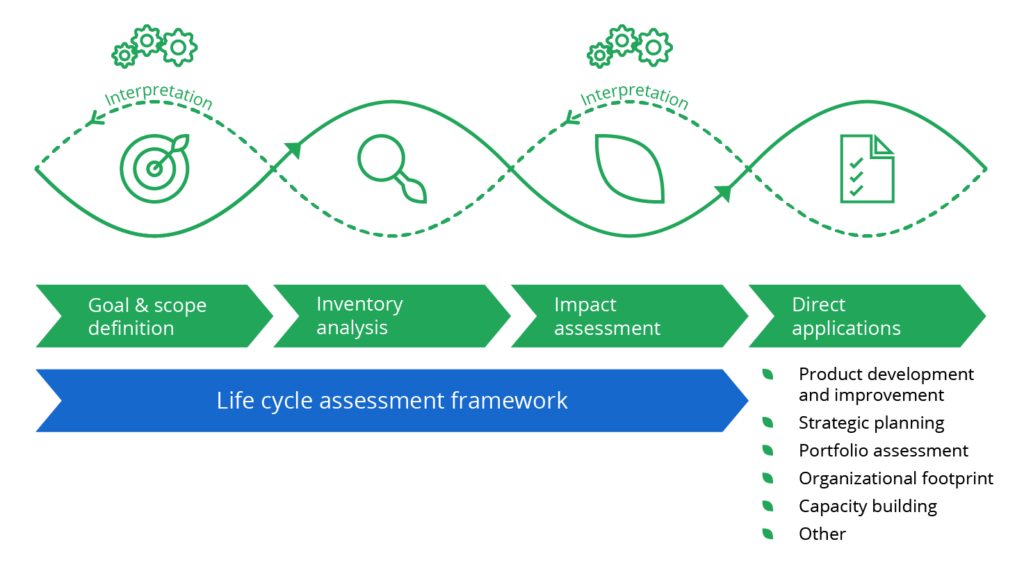 Interpretation
Interpretation
Goal & scope
definition
Inventory
analysis
Impact
assessment
Direct
applications
Life cycle assessment framework
Product development
and improvement
Strategic planning
Portfolio assessment
Organizational footprint
Capacity building
Other